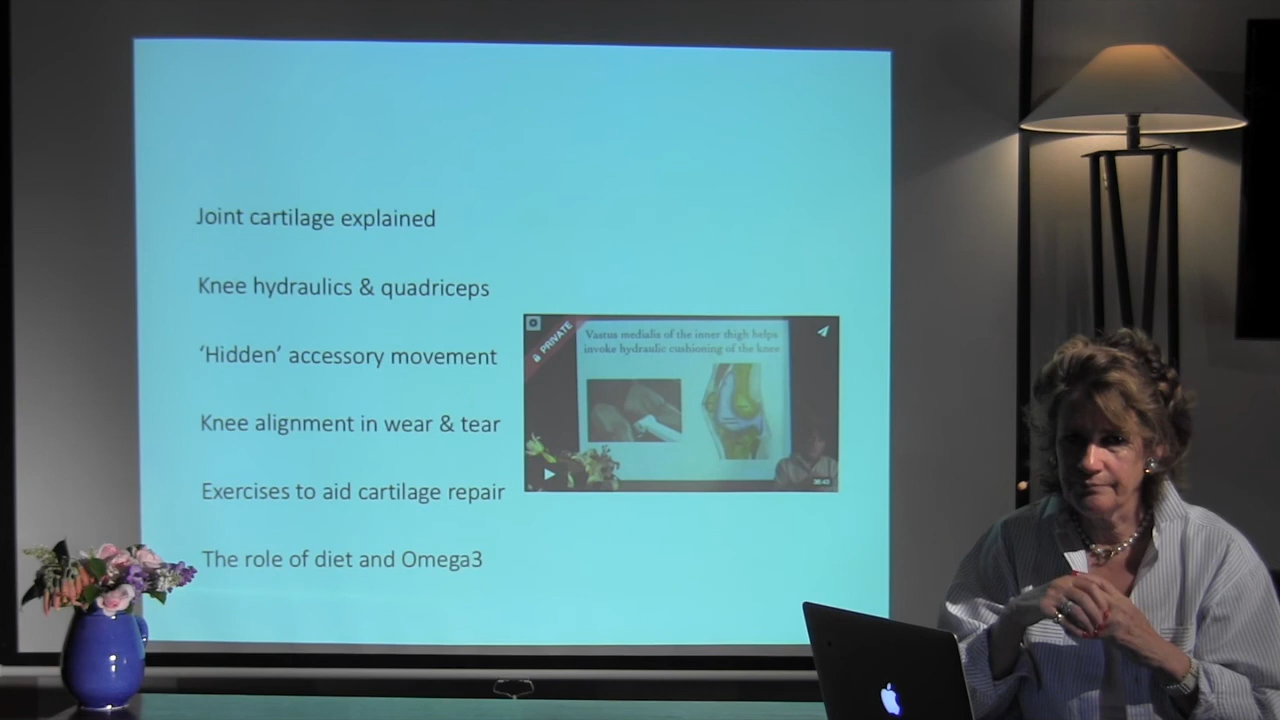 Joint cartilage explained
Knee hydraulics & quadriceps
‘Hidden’ accessory movement
Knee alignment in wear & tear
Exercises to aid cartilage repair
The role of diet and Omega3
PRIVATE
Vastus medialis of the inner thigh helps
invoke hydraulic cushioning of the knee
36:43